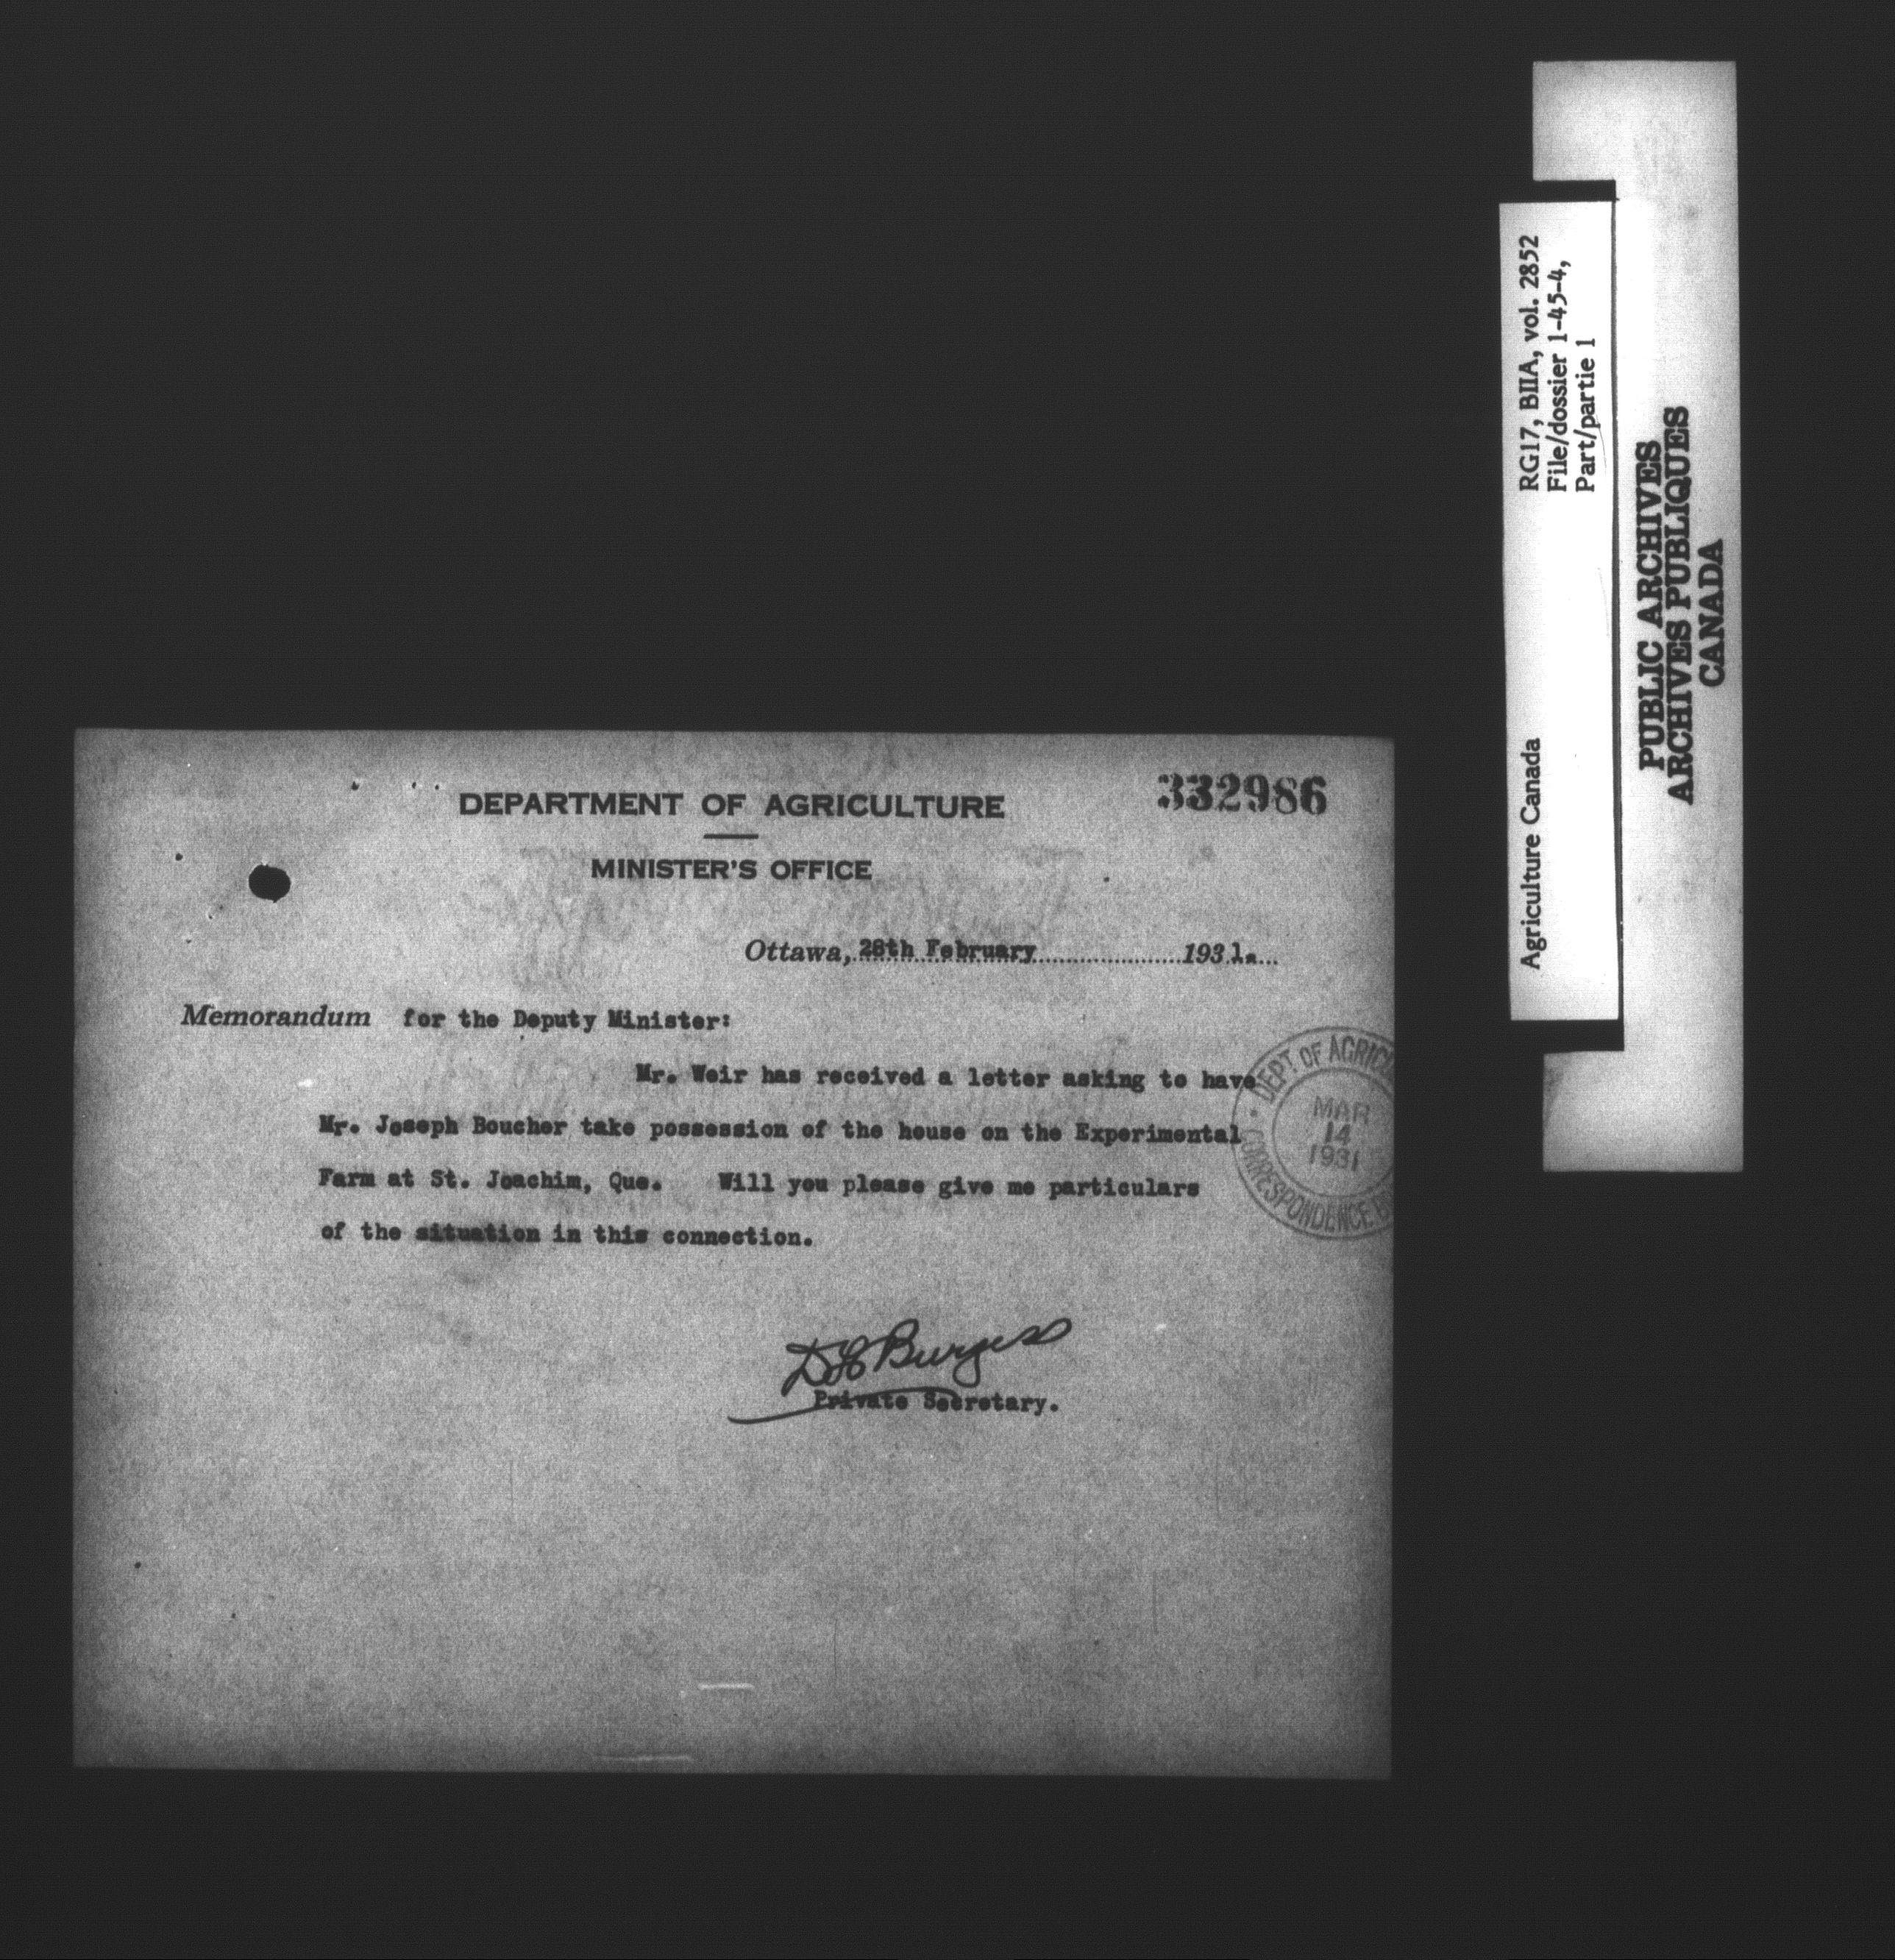 DEPARTMENT OF AGRICULTURE
332986
MINISTER'S OFFICE
Ottawa, 28th February 1931.
Memorandum for the Deputy Minister:
Mr. Weir has received a letter asking to have
Mr. Joseph Boucher take possession of the house on the Experimental
Farm at St. Joachim, Que. Will you please give me particulars
of the situation in this connection.
Burgess
Private Secretary.
DEPT OF AGRIC
MAR
14
1931
CORRESPONDENCE
RG17, BIIA, vol. 2852
File/dossier 1-45-4,
Part/partie 1
Agriculture Canada
PUBLIC ARCHIVES
ARCHIVES PUBLIQUES
CANADA